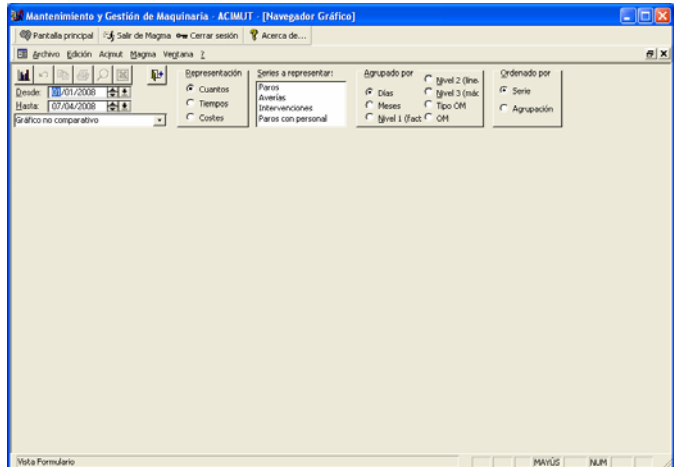 Mantenimiento y Gestión de Maquinaria - ACIMUT - [Navegador Gráfico]
Pantalla principal Salir de Magma Cerrar sesión Acerca de...
Archivo Edición Acimut Magma Ventana ?
Desde: 01/01/2008
Hasta: 07/04/2008
Gráfico no comparativo
Representación
Cuantos
Tiempos
Costes
Series a representar:
Paros
Averías
Intervenciones
Paros con personal
Agrupado por
Días
Meses
Nivel 1 (fact
Nivel 2 (line
Nivel 3 (mác
Tipo OM
OM
Ordenado por
Serie
Agrupación
Vista Formulario MAYÚS NUM